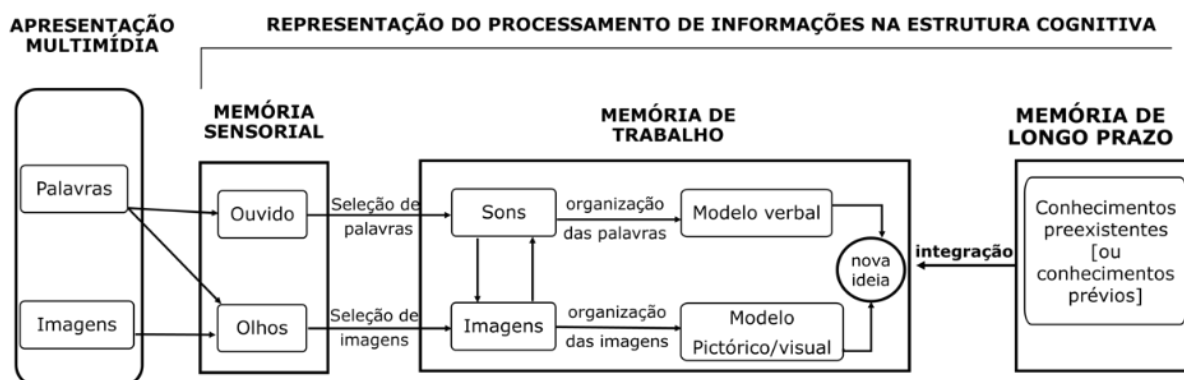 APRESENTAÇÃO
MULTIMÍDIA
REPRESENTAÇÃO DO PROCESSAMENTO DE INFORMAÇÕES NA ESTRUTURA COGNITIVA
MEMÓRIA
SENSORIAL
MEMÓRIA DE
TRABALHO
MEMÓRIA DE
LONGO PRAZO
Palavras
Imagens
Ouvido
Olhos
Seleção de
palavras
Seleção de
imagens
Sons
Imagens
organização
das palavras
organização
das imagens
Modelo verbal
Modelo
Pictórico/visual
nova
ideia
integração
Conhecimentos
preexistentes
[ou
conhecimentos
prévios]